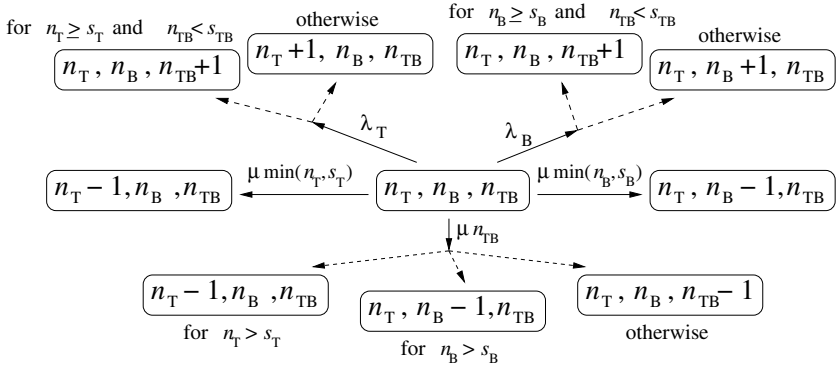 for n_T ≥ s_T and n_TB < s_TB
otherwise
for n_B ≥ s_B and n_TB < s_TB
otherwise
n_T , n_B , n_TB+1
n_T+1, n_B , n_TB
n_T , n_B , n_TB+1
n_T , n_B+1, n_TB
λ_T
λ_B
n_T − 1, n_B , n_TB
μ min(n_T, s_T)
n_T , n_B , n_TB
μ min(n_B, s_B)
n_T , n_B − 1, n_TB
μ n_TB
n_T − 1, n_B , n_TB
n_T , n_B − 1, n_TB
n_T , n_B , n_TB − 1
for n_T > s_T
for n_B > s_B
otherwise